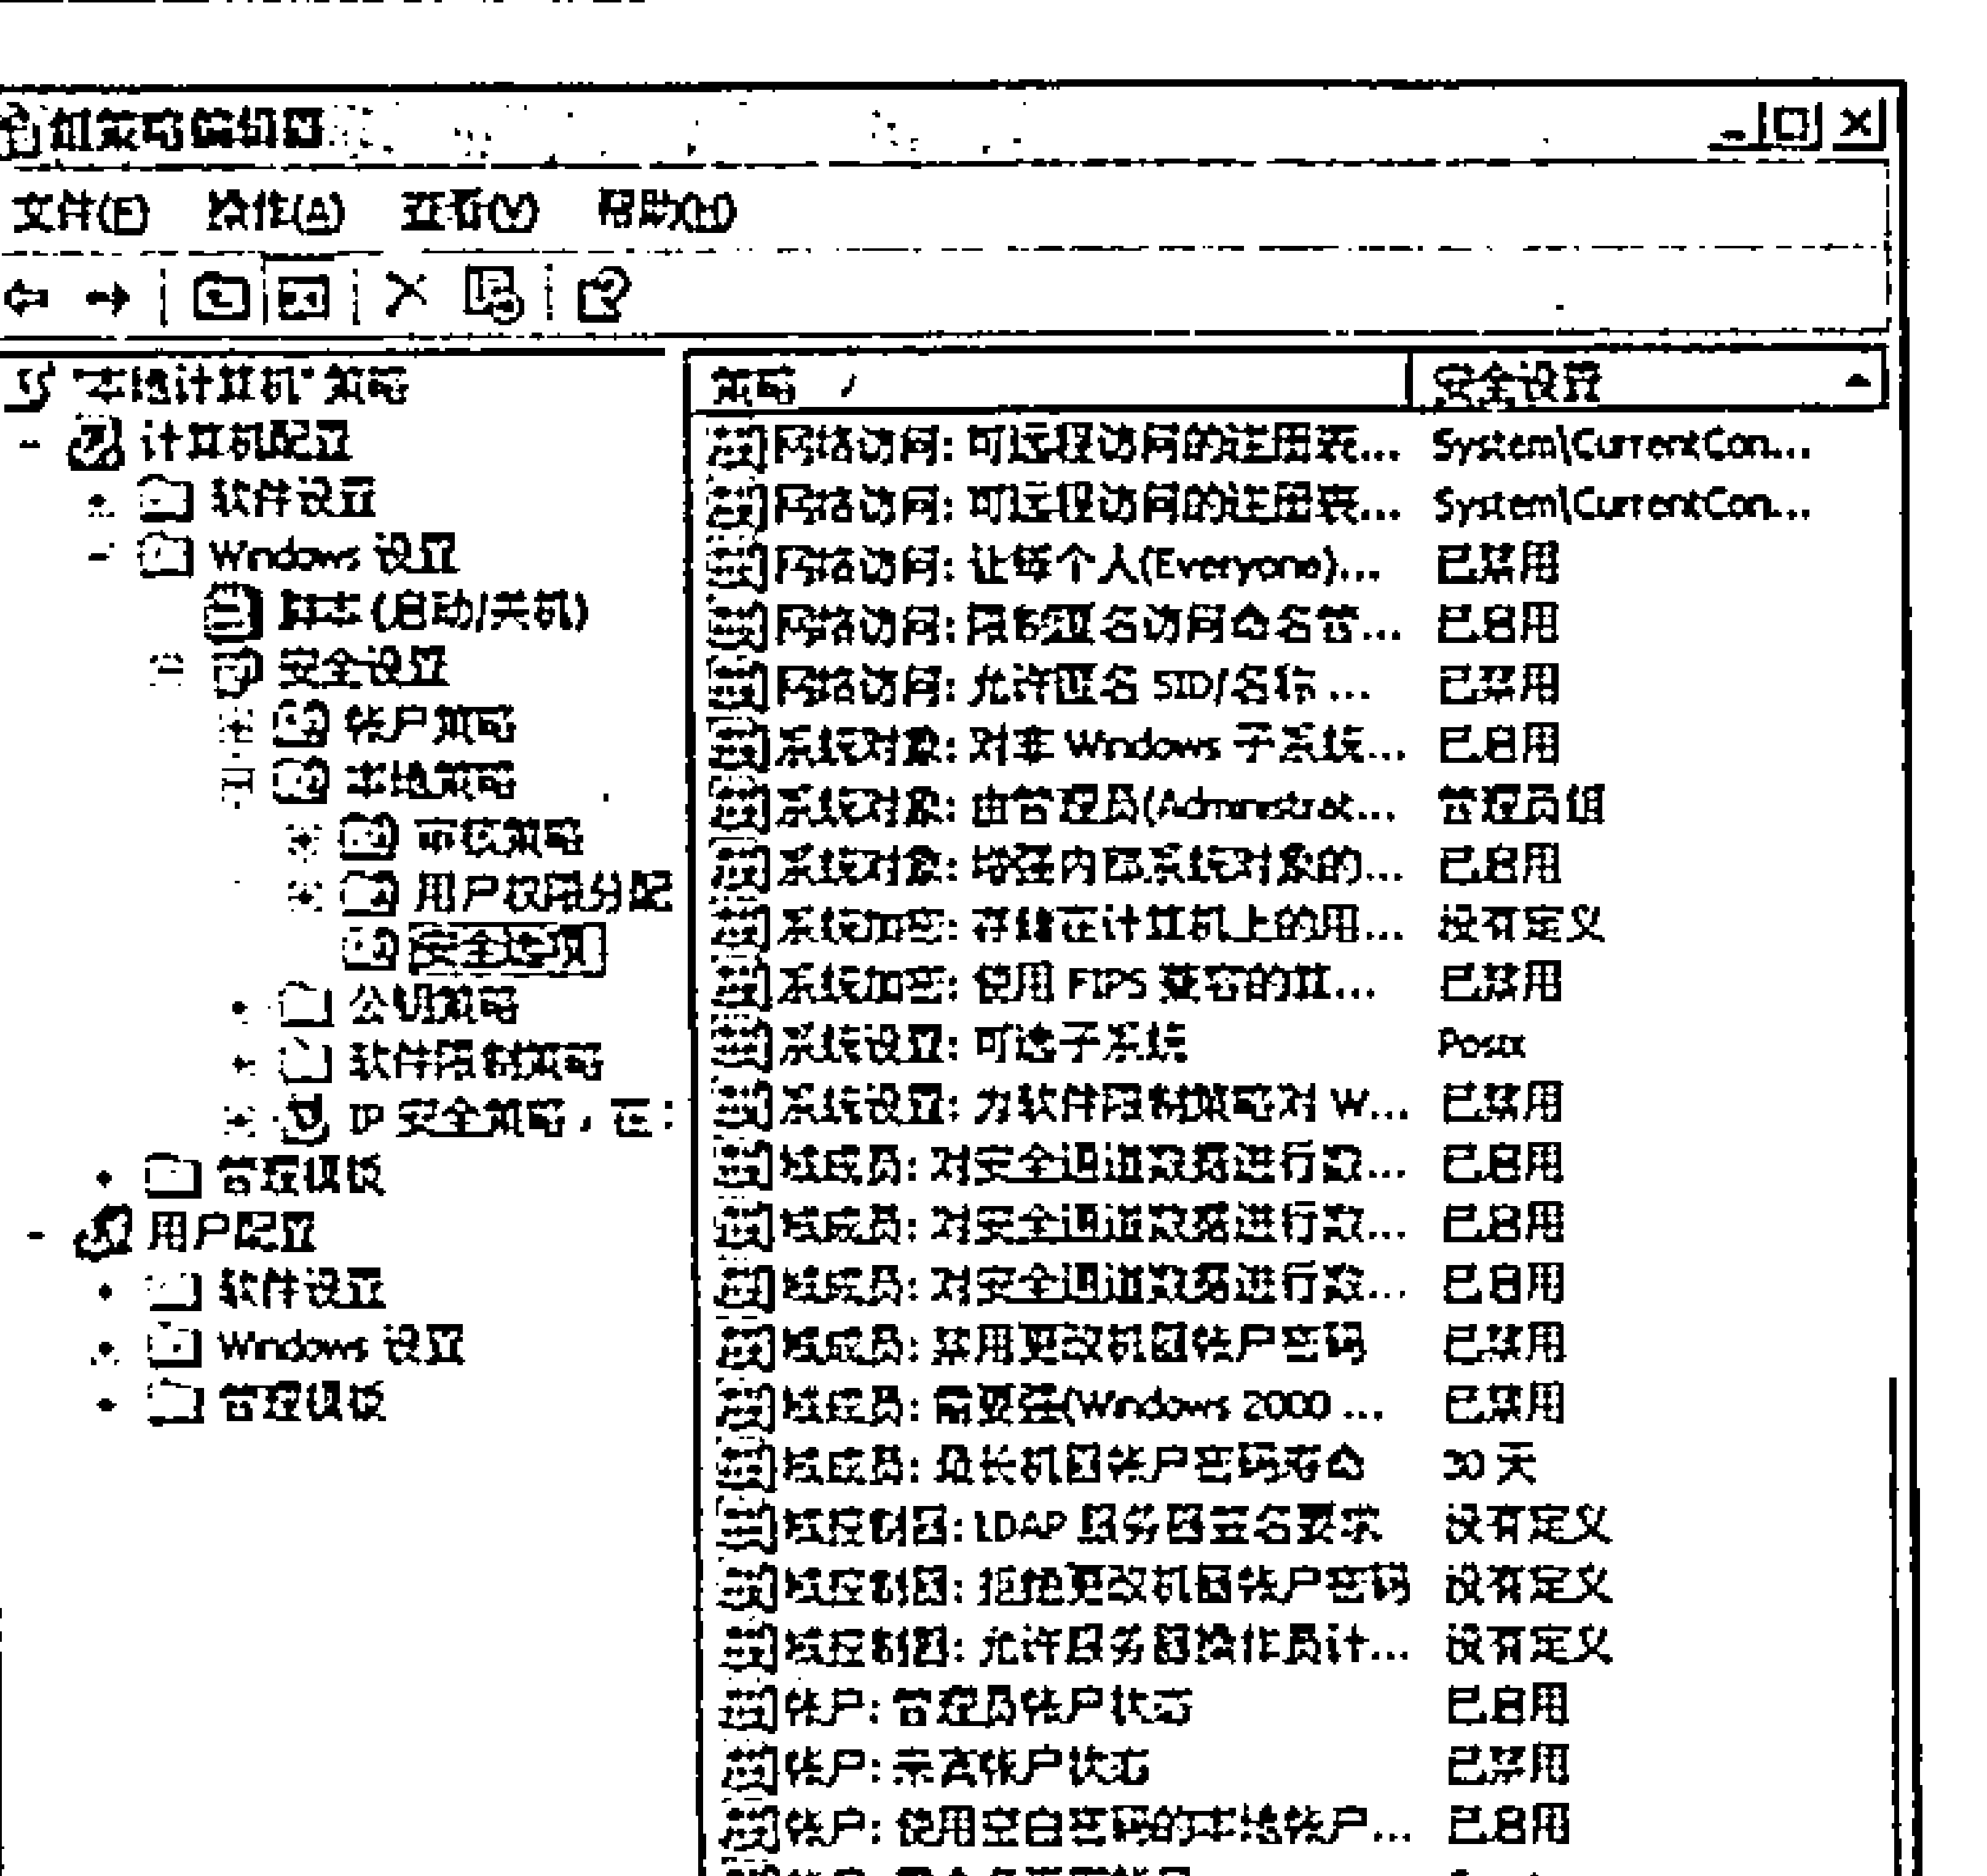 组策略编辑器
文件(F) 操作(A) 查看(V) 帮助(H)
"本地计算机"策略
计算机配置
软件设置
Windows 设置
脚本(启动/关机)
安全设置
帐户策略
本地策略
审核策略
用户权限分配
安全选项
公钥策略
软件限制策略
IP 安全策略，在
管理模板
用户配置
软件设置
Windows 设置
管理模板
策略 / 安全设置
网络访问: 可远程访问的注册表... System\CurrentCon...
网络访问: 可远程访问的注册表... System\CurrentCon...
网络访问: 让每个人(Everyone)... 已禁用
网络访问: 限制匿名访问命名管... 已启用
网络访问: 允许匿名 SID/名称 ... 已禁用
系统对象: 对非 Windows 子系统... 已启用
系统对象: 由管理员(Administrat... 管理员组
系统对象: 增强内部系统对象的... 已启用
系统加密: 存储在计算机上的用... 没有定义
系统加密: 使用 FIPS 兼容的算... 已禁用
系统设置: 可选子系统 Posix
系统设置: 为软件限制策略对 W... 已禁用
域成员: 对安全通道数据进行数... 已启用
域成员: 对安全通道数据进行数... 已启用
域成员: 对安全通道数据进行数... 已启用
域成员: 禁用更改机器帐户密码 已禁用
域成员: 需要强(Windows 2000 ... 已禁用
域成员: 最长机器帐户密码寿命 30 天
域控制器: LDAP 服务器签名要求 没有定义
域控制器: 拒绝更改机器帐户密码 没有定义
域控制器: 允许服务器操作员计... 没有定义
帐户: 管理员帐户状态 已启用
帐户: 来宾帐户状态 已禁用
帐户: 使用空白密码的本地帐户... 已启用